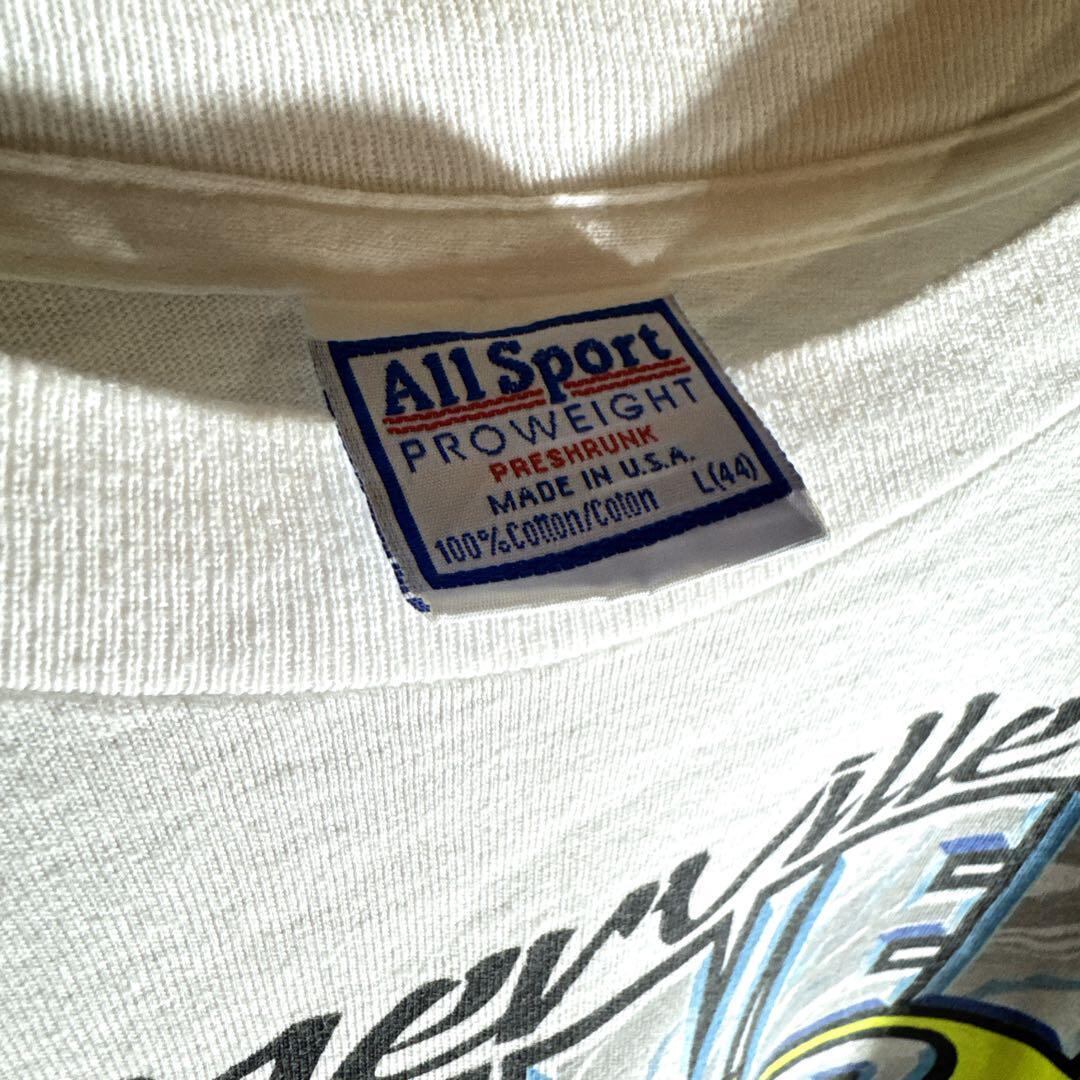 All Sport
PROWEIGHT
PRESHRUNK
MADE IN U.S.A.
100%Cotton/Coton L(44)